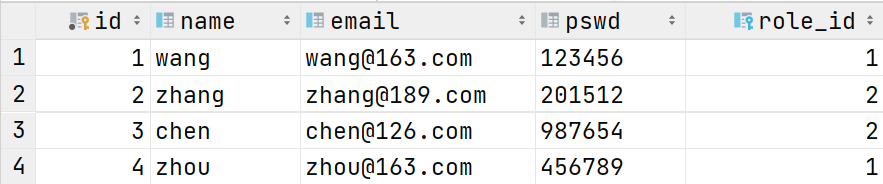 id name email pswd role_id
1 1 wang wang@163.com 123456 1
2 2 zhang zhang@189.com 201512 2
3 3 chen chen@126.com 987654 2
4 4 zhou zhou@163.com 456789 1